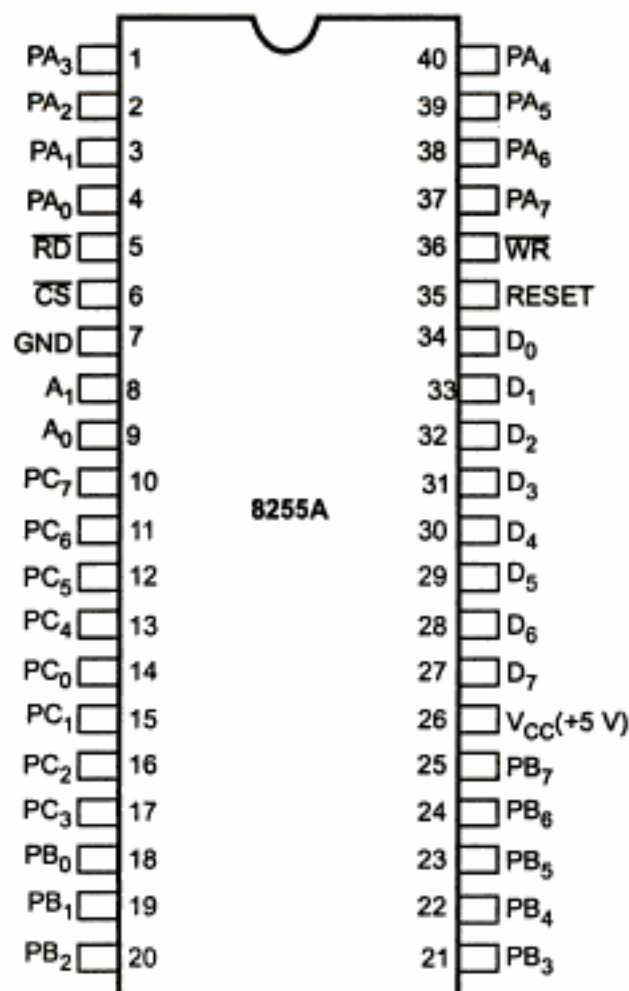 PA₃ 1 40 PA₄
PA₂ 2 39 PA₅
PA₁ 3 38 PA₆
PA₀ 4 37 PA₇
R̅D̅ 5 36 W̅R̅
C̅S̅ 6 35 RESET
GND 7 34 D₀
A₁ 8 33 D₁
A₀ 9 32 D₂
PC₇ 10 31 D₃
8255A
PC₆ 11 30 D₄
PC₅ 12 29 D₅
PC₄ 13 28 D₆
PC₀ 14 27 D₇
PC₁ 15 26 V_CC(+5 V)
PC₂ 16 25 PB₇
PC₃ 17 24 PB₆
PB₀ 18 23 PB₅
PB₁ 19 22 PB₄
PB₂ 20 21 PB₃